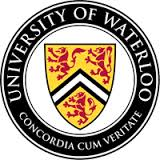 UNIVERSITY OF WATERLOO
CONCORDIA CUM VERITATE